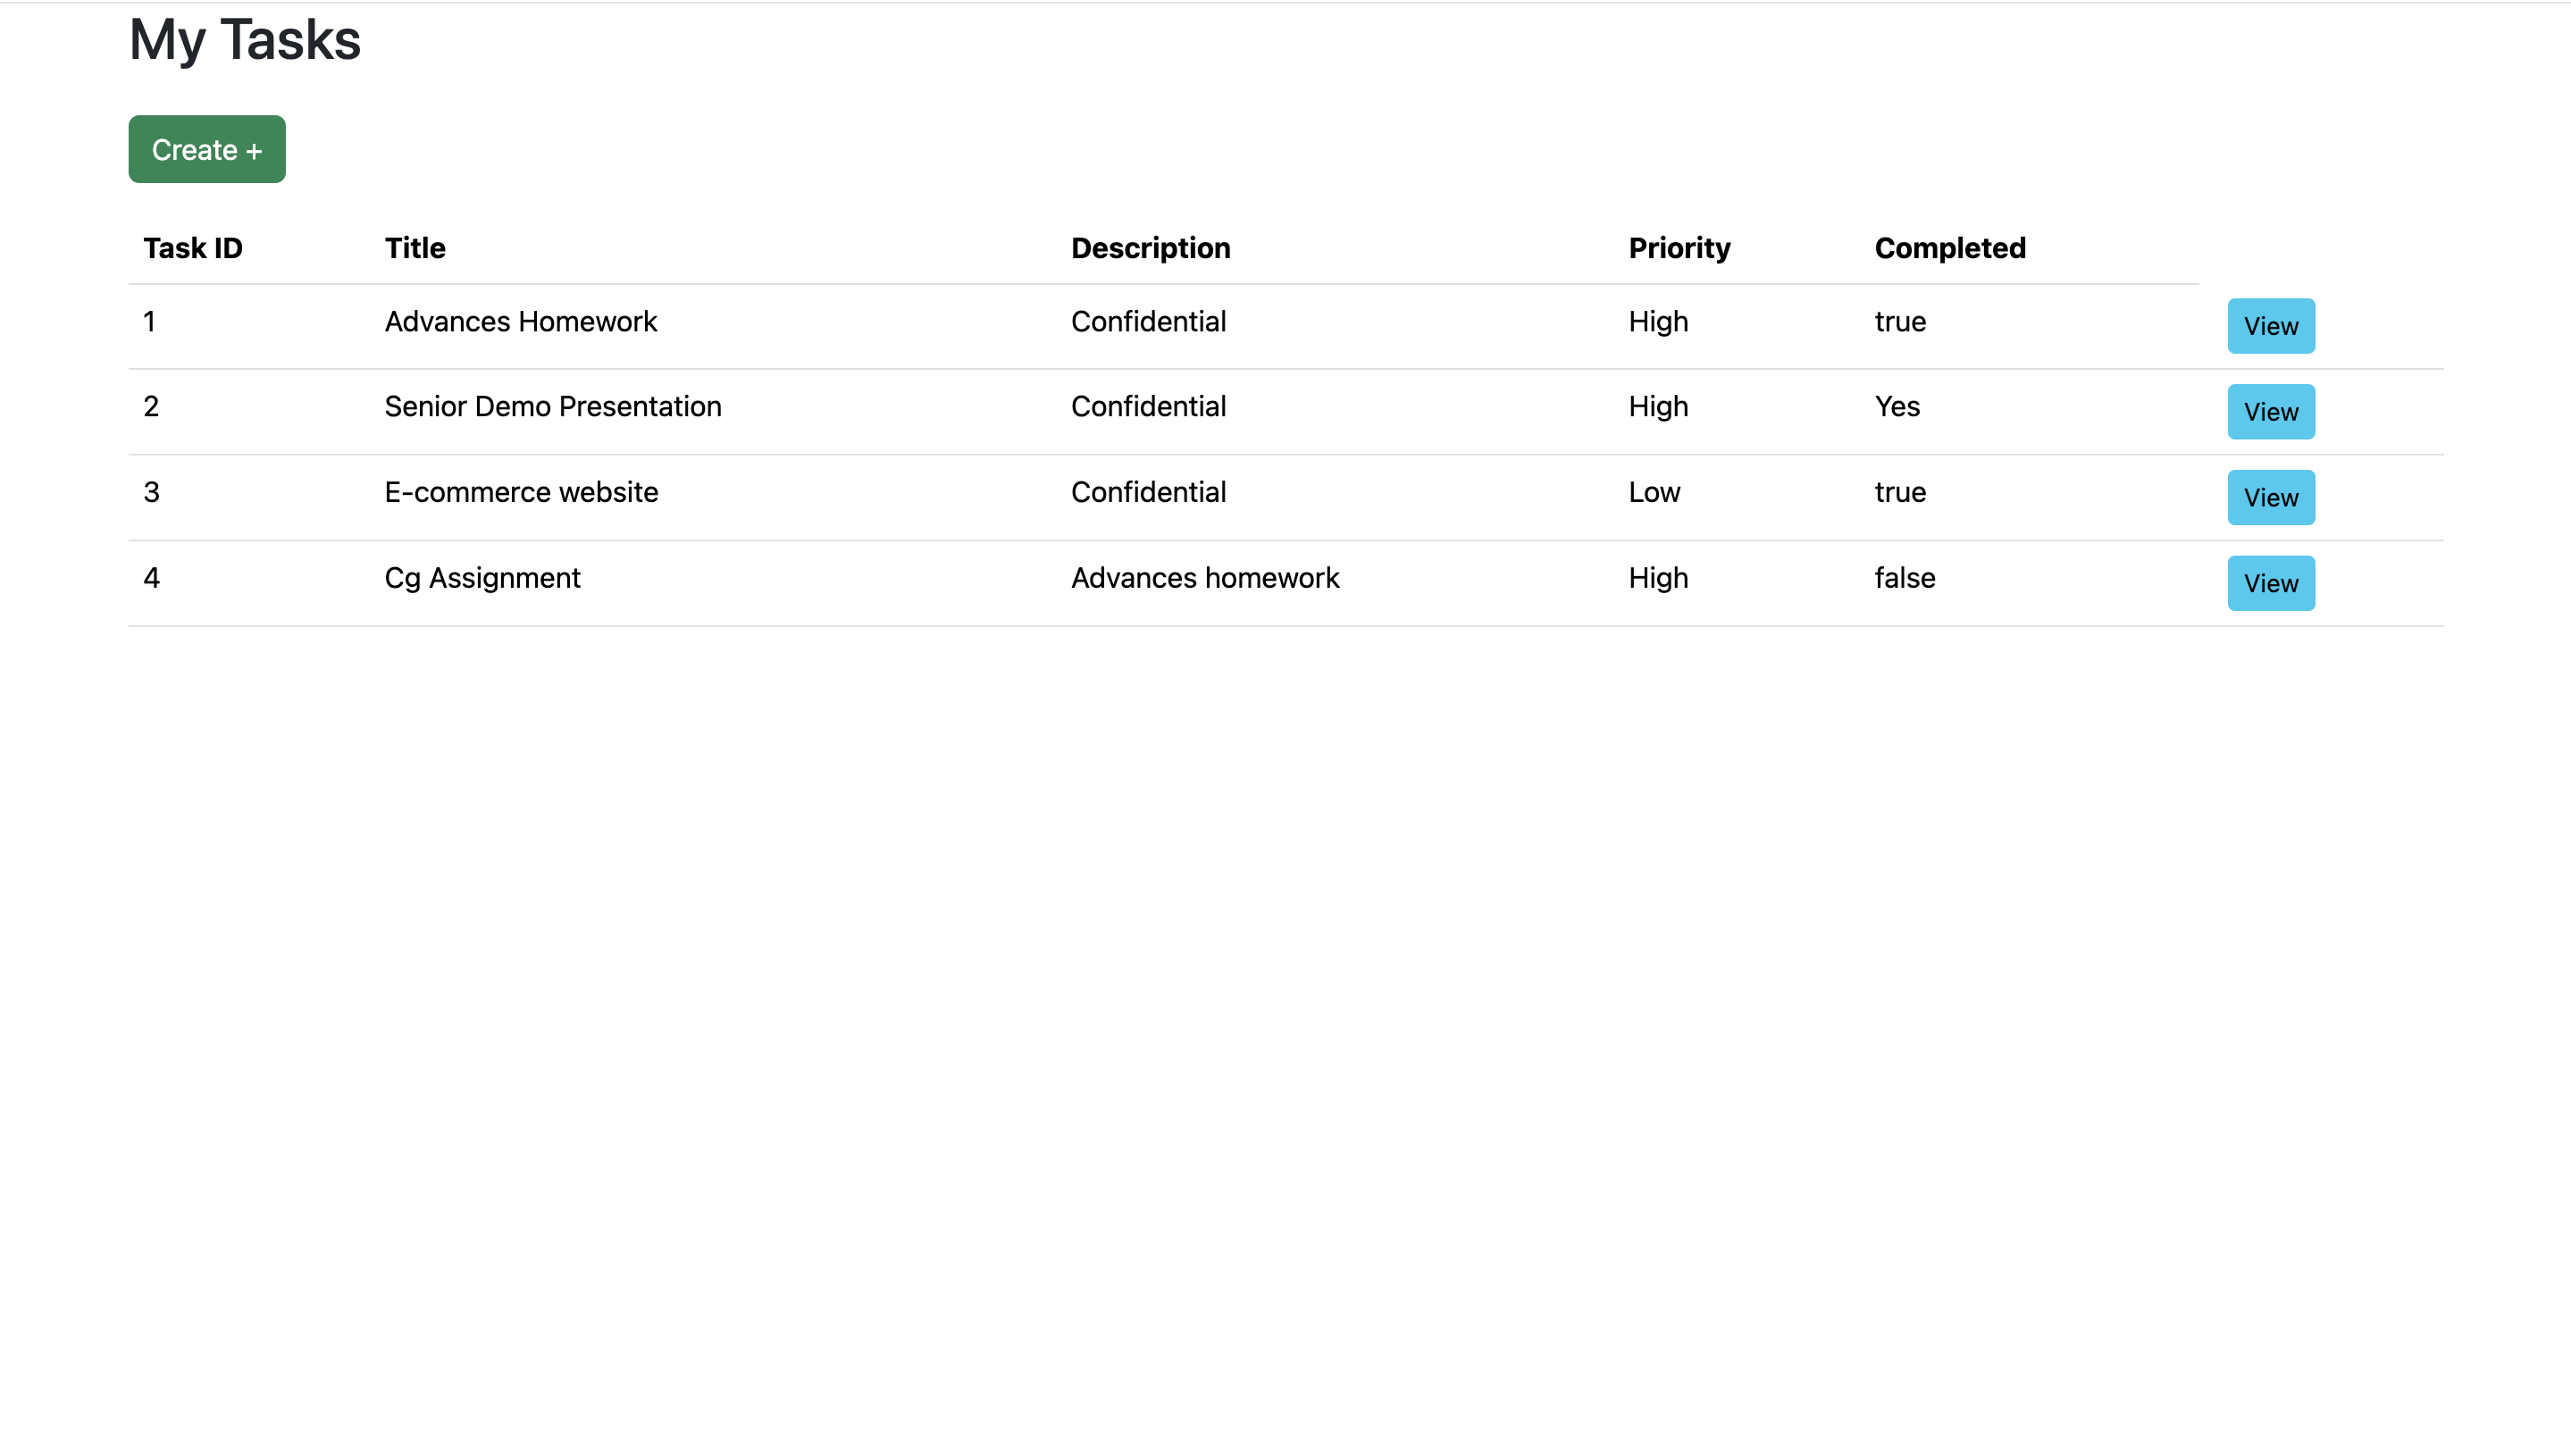 My Tasks
Create +
Task ID Title Description Priority Completed
1 Advances Homework Confidential High true View
2 Senior Demo Presentation Confidential High Yes View
3 E-commerce website Confidential Low true View
4 Cg Assignment Advances homework High false View